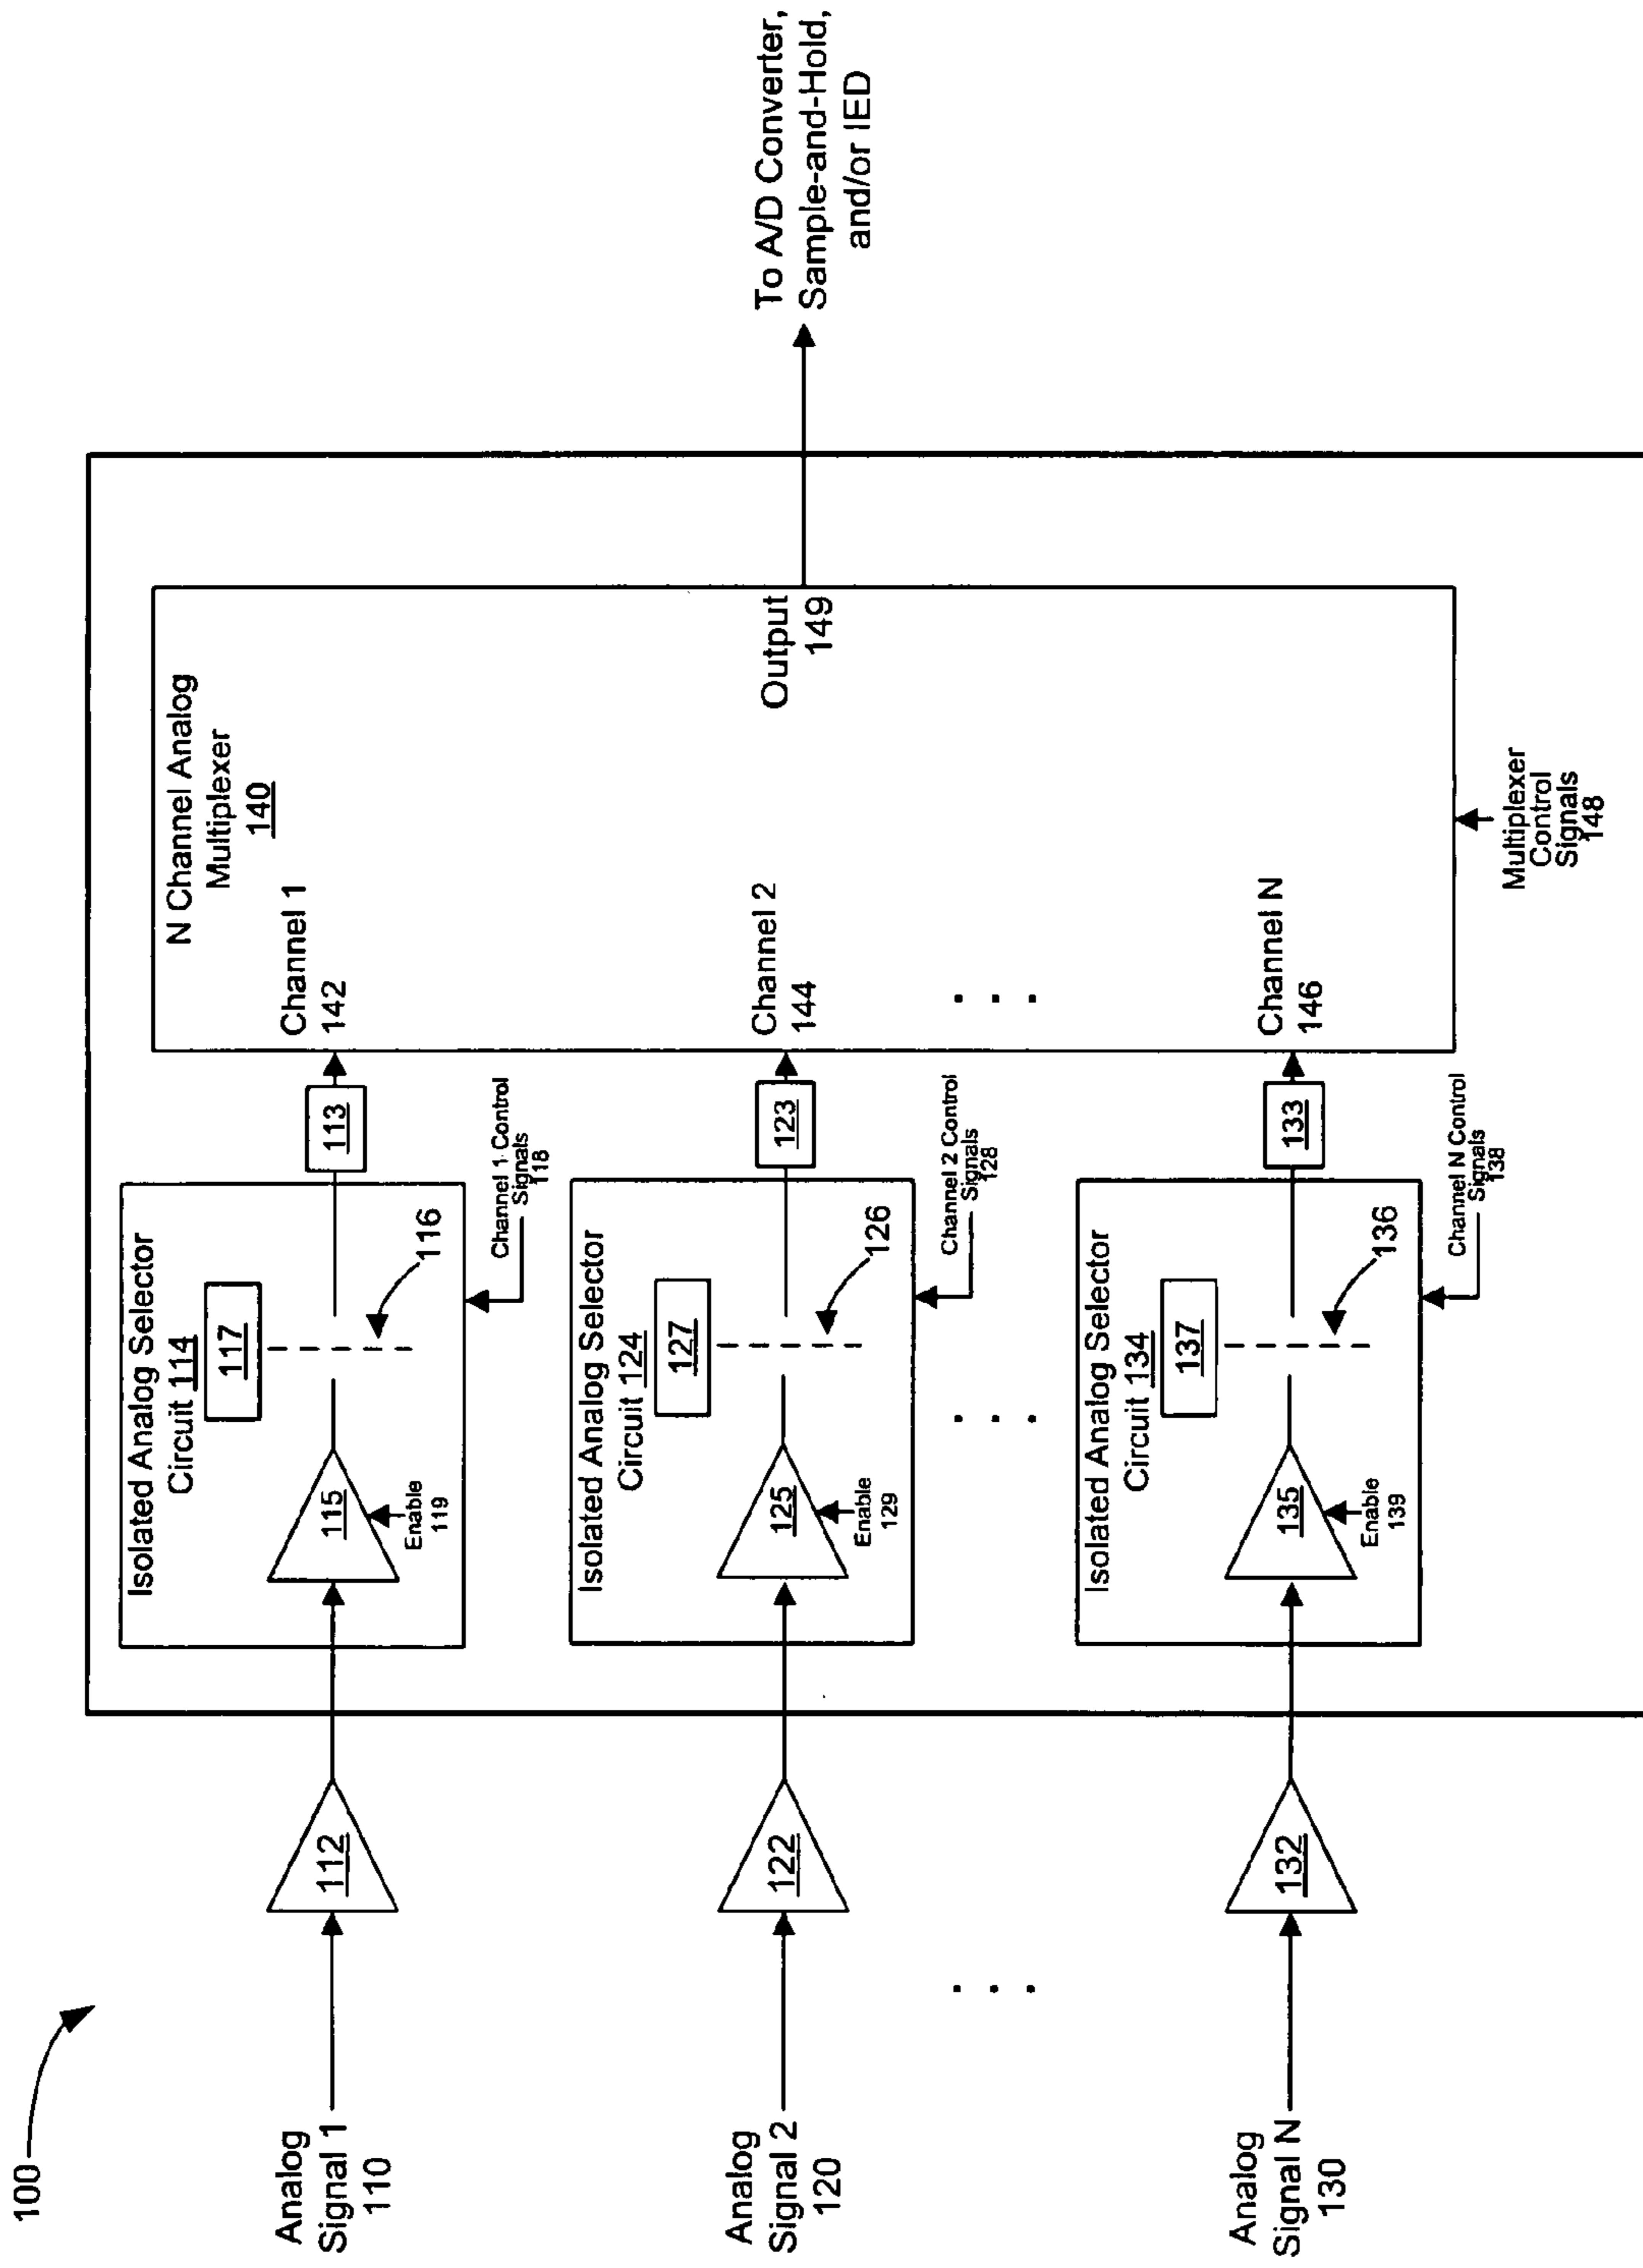 100
Analog
Signal 1
110
112
Isolated Analog Selector
Circuit 114
117
115
Enable
119
116
Channel 1 Control
Signals
118
113
Analog
Signal 2
120
122
Isolated Analog Selector
Circuit 124
127
125
Enable
129
126
Channel 2 Control
Signals
128
123
. . .
. . .
Analog
Signal N
130
132
Isolated Analog Selector
Circuit 134
137
135
Enable
139
136
Channel N Control
Signals
138
133
N Channel Analog
Multiplexer
140
Channel 1
142
Channel 2
144
. . .
Channel N
146
Output
149
Multiplexer
Control
Signals
148
To A/D Converter,
Sample-and-Hold,
and/or IED